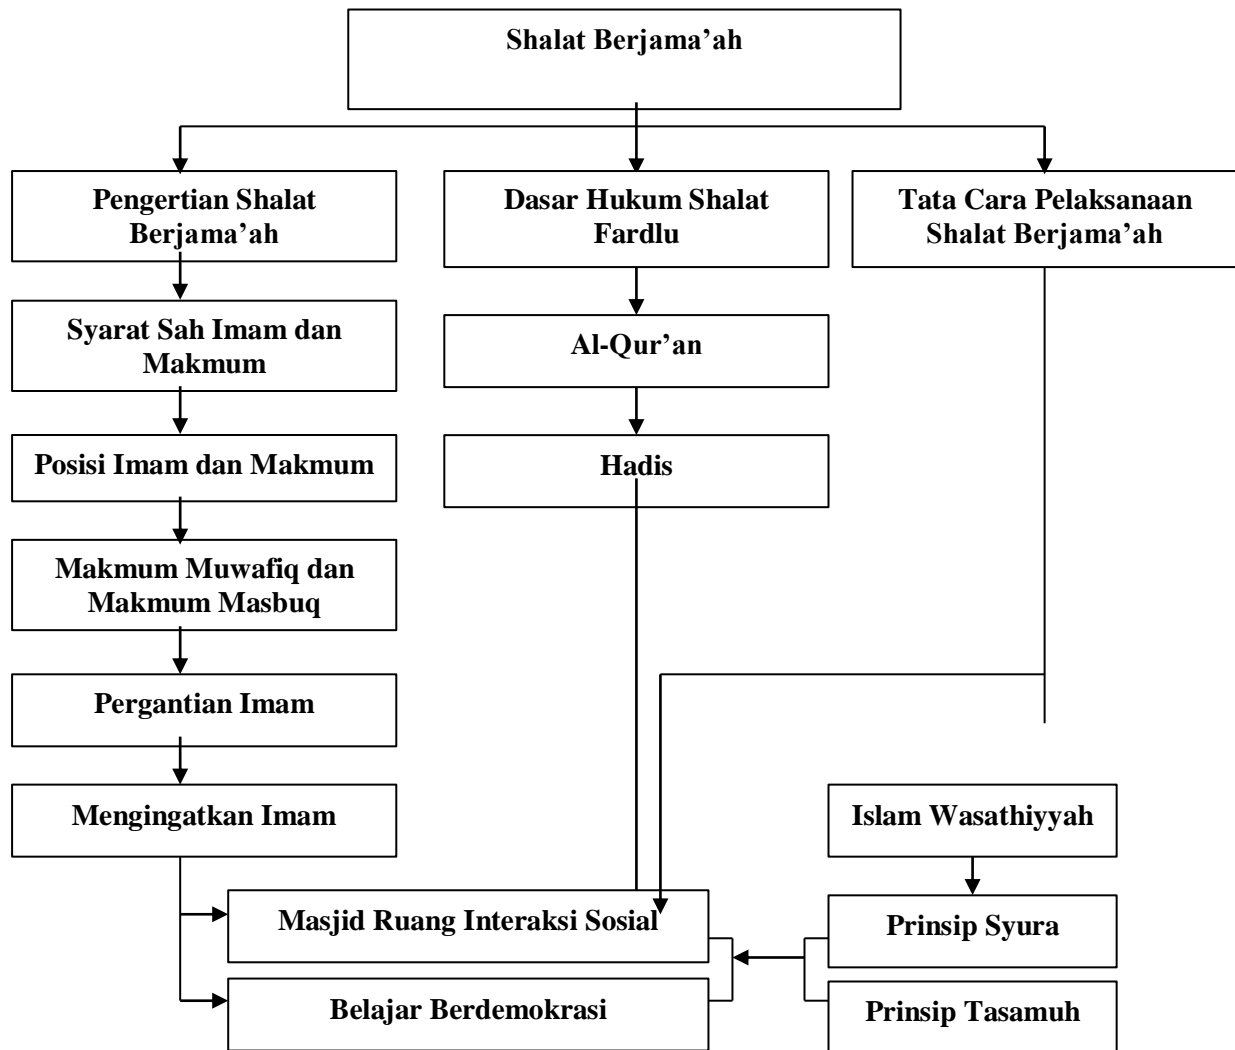 Shalat Berjama’ah
Pengertian Shalat
Berjama’ah
Dasar Hukum Shalat
Fardlu
Tata Cara Pelaksanaan
Shalat Berjama’ah
Syarat Sah Imam dan
Makmum
Al-Qur’an
Posisi Imam dan Makmum
Hadis
Makmum Muwafiq dan
Makmum Masbuq
Pergantian Imam
Mengingatkan Imam
Islam Wasathiyyah
Masjid Ruang Interaksi Sosial
Prinsip Syura
Belajar Berdemokrasi
Prinsip Tasamuh